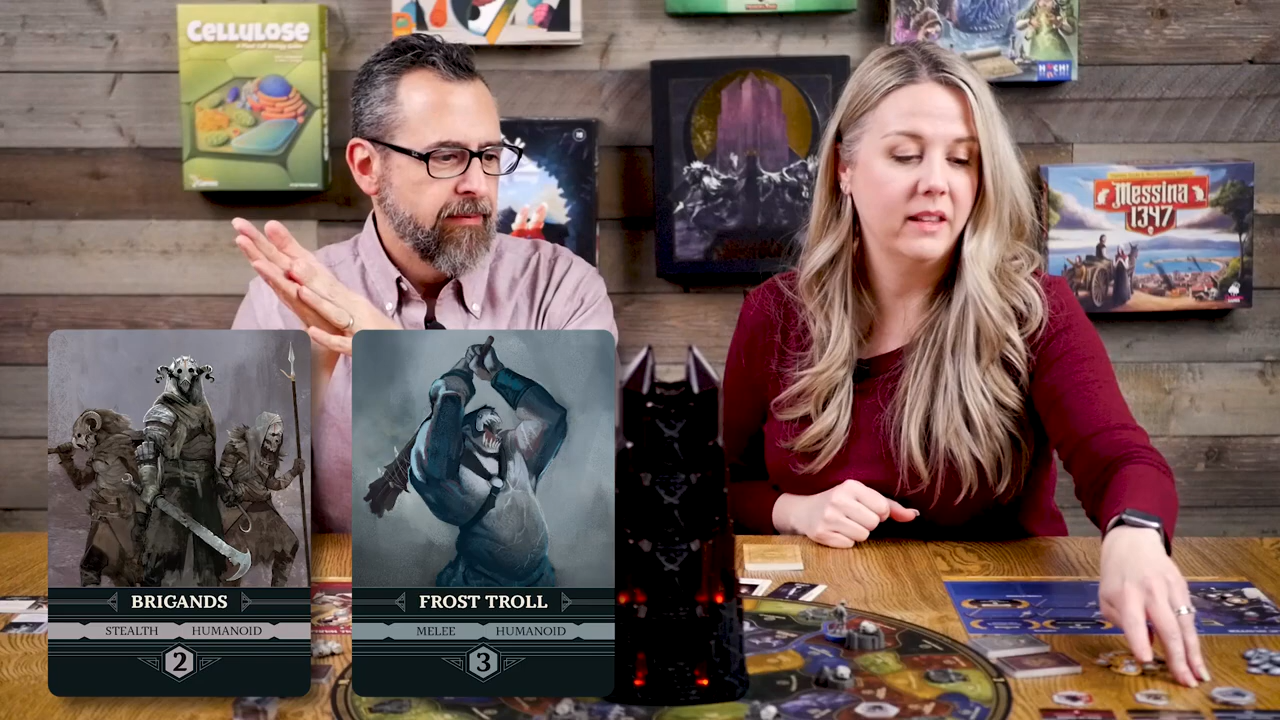 CELLULOSE
Messina
1347
BRIGANDS
STEALTH HUMANOID
2
FROST TROLL
MELEE HUMANOID
3